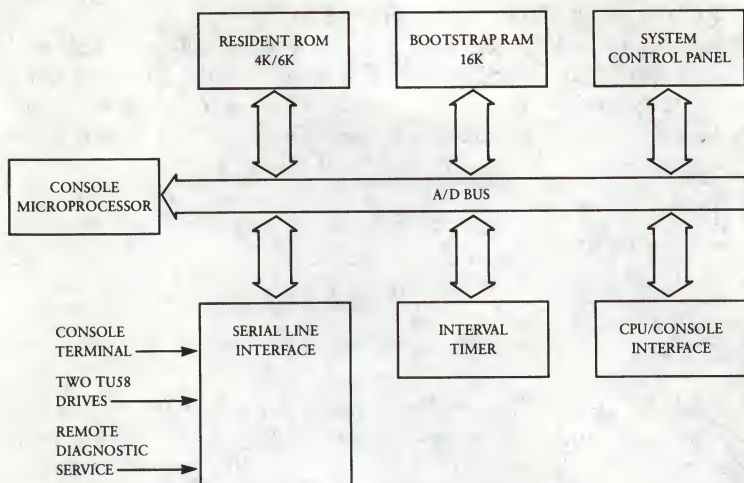 RESIDENT ROM
4K/6K
BOOTSTRAP RAM
16K
SYSTEM
CONTROL PANEL
CONSOLE
MICROPROCESSOR
A/D BUS
CONSOLE
TERMINAL
TWO TU58
DRIVES
REMOTE
DIAGNOSTIC
SERVICE
SERIAL LINE
INTERFACE
INTERVAL
TIMER
CPU/CONSOLE
INTERFACE